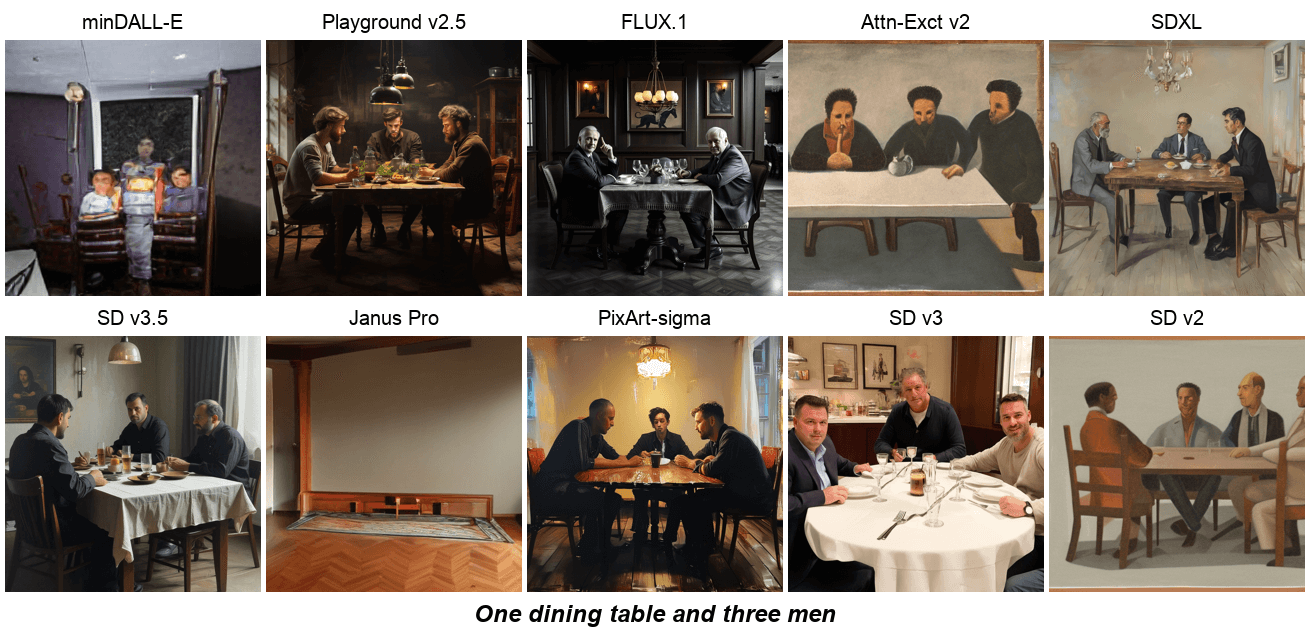 minDALL-E Playground v2.5 FLUX.1 Attn-Exct v2 SDXL
SD v3.5 Janus Pro PixArt-sigma SD v3 SD v2
One dining table and three men